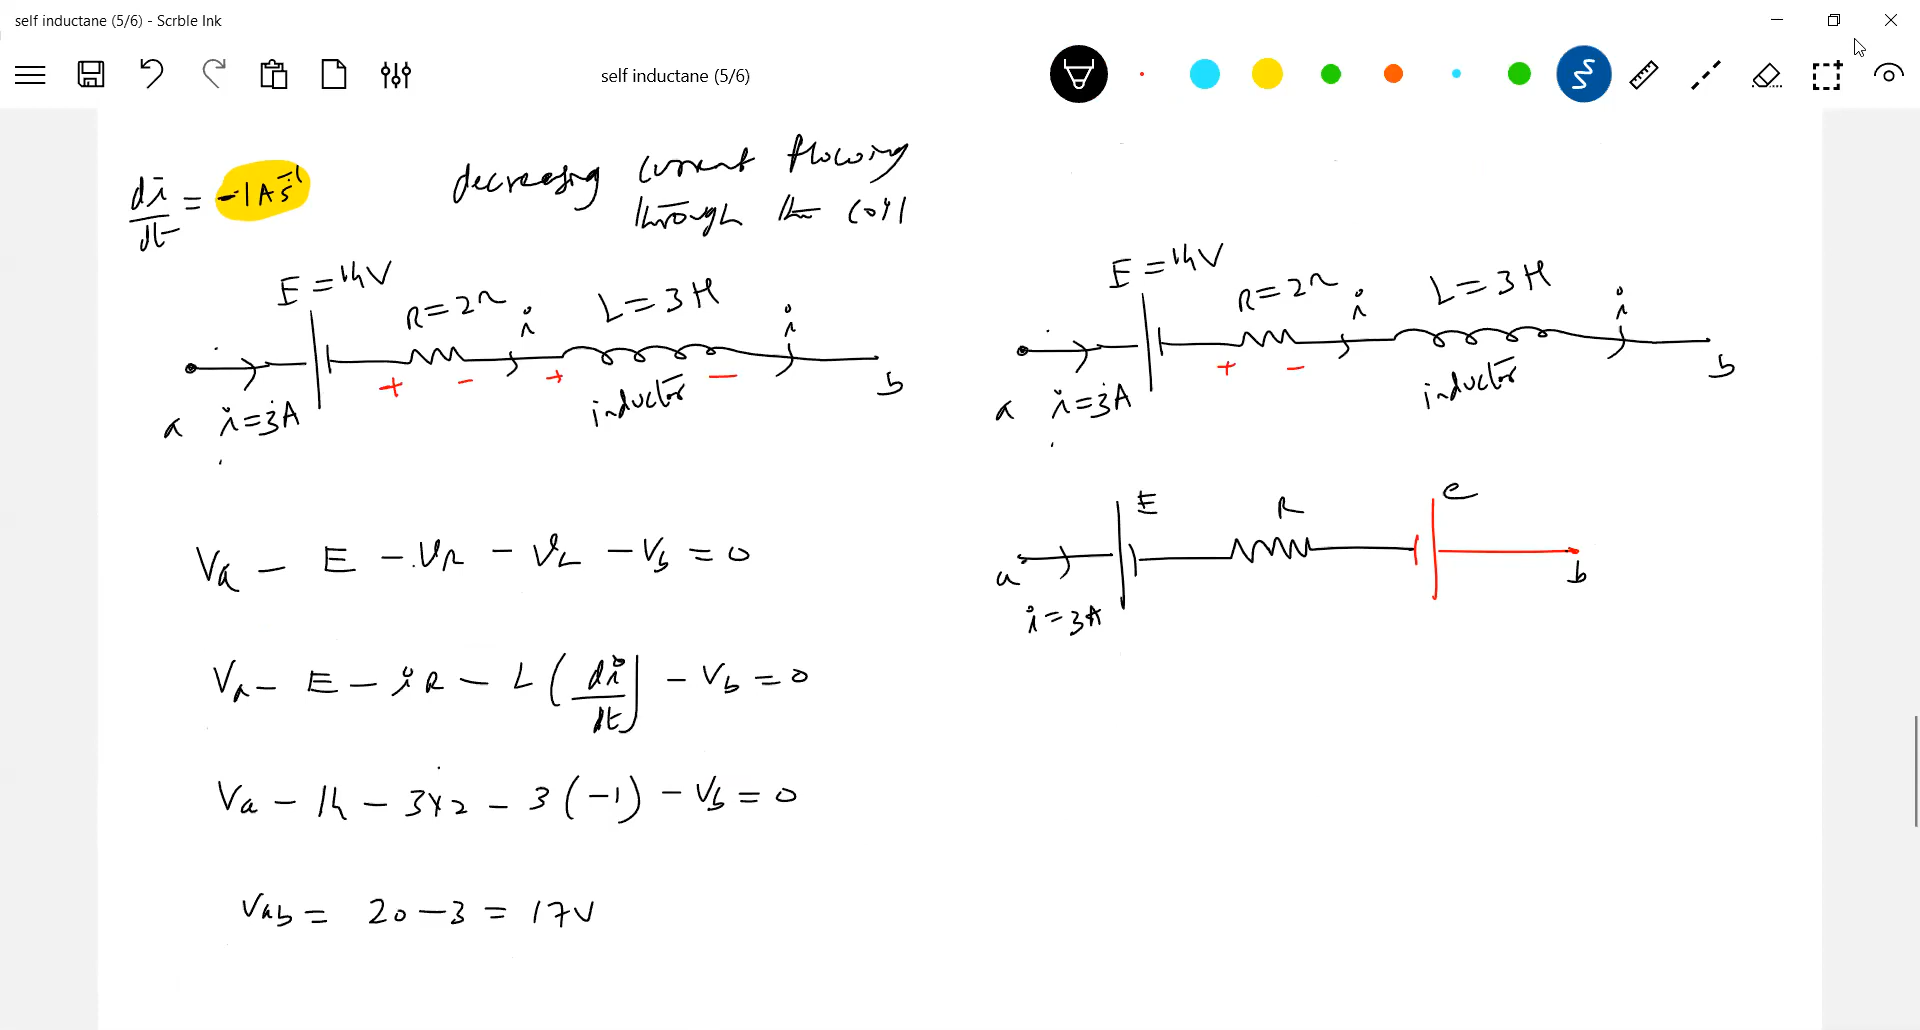 self inductane (5/6) - Scrble Ink
self inductane (5/6)
di/dt = -1 A s⁻¹
decreasing current flowing
through the coil
E = 14V
R = 2Ω
i
L = 3H
i
+ - + -
a
i = 3A
inductor
b
E = 14V
R = 2Ω
i
L = 3H
i
+ -
a
i = 3A
inductor
b
Va - E - VR - VL - Vb = 0
E
R
e
a
b
i = 3A
Va - E - iR - L (di/dt) - Vb = 0
Va - 14 - 3×2 - 3(-1) - Vb = 0
Vab = 20 - 3 = 17V